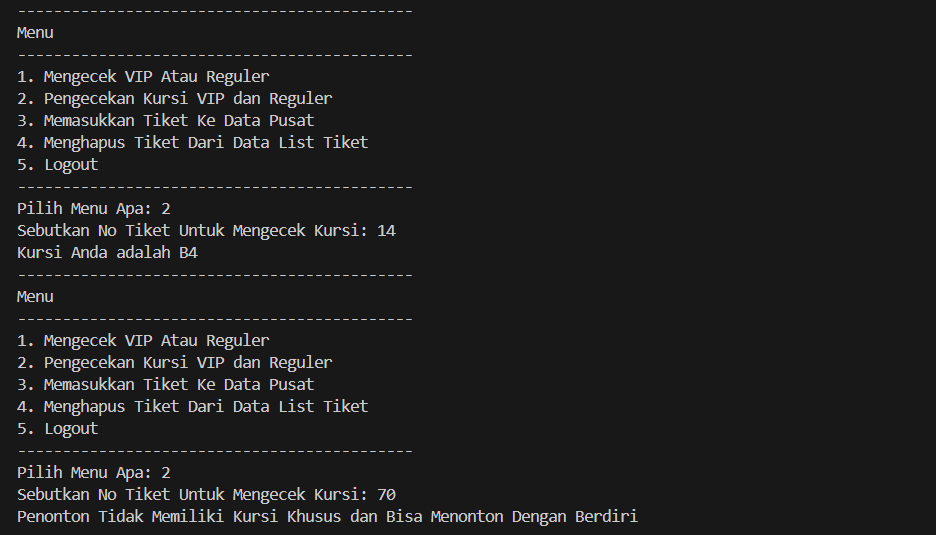 --------------------------------------------
Menu
--------------------------------------------
1. Mengecek VIP Atau Reguler
2. Pengecekan Kursi VIP dan Reguler
3. Memasukkan Tiket Ke Data Pusat
4. Menghapus Tiket Dari Data List Tiket
5. Logout
--------------------------------------------
Pilih Menu Apa: 2
Sebutkan No Tiket Untuk Mengecek Kursi: 14
Kursi Anda adalah B4
--------------------------------------------
Menu
--------------------------------------------
1. Mengecek VIP Atau Reguler
2. Pengecekan Kursi VIP dan Reguler
3. Memasukkan Tiket Ke Data Pusat
4. Menghapus Tiket Dari Data List Tiket
5. Logout
--------------------------------------------
Pilih Menu Apa: 2
Sebutkan No Tiket Untuk Mengecek Kursi: 70
Penonton Tidak Memiliki Kursi Khusus dan Bisa Menonton Dengan Berdiri